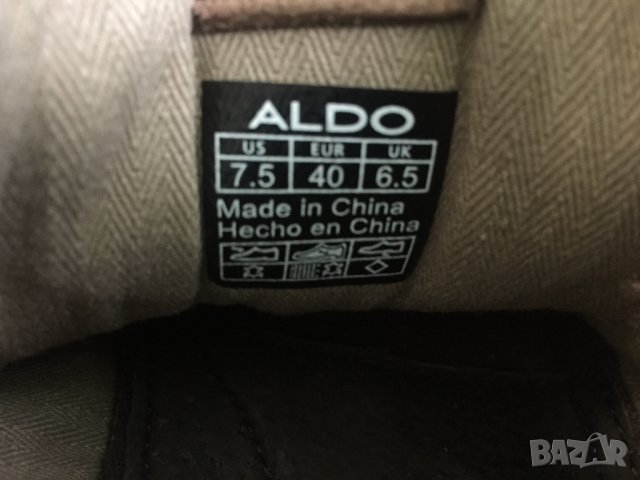 ALDO
US EUR UK
7.5 40 6.5
Made in China
Hecho en China
BAZAR